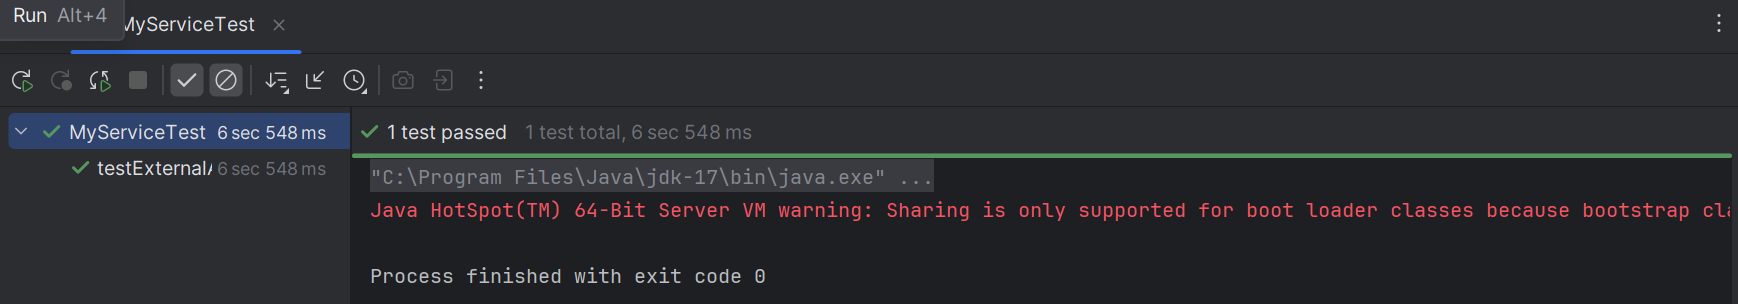 Run Alt+4
MyServiceTest
MyServiceTest 6 sec 548 ms
testExternal 6 sec 548 ms
1 test passed 1 test total, 6 sec 548 ms
"C:\Program Files\Java\jdk-17\bin\java.exe" ...
Java HotSpot(TM) 64-Bit Server VM warning: Sharing is only supported for boot loader classes because bootstrap cla
Process finished with exit code 0